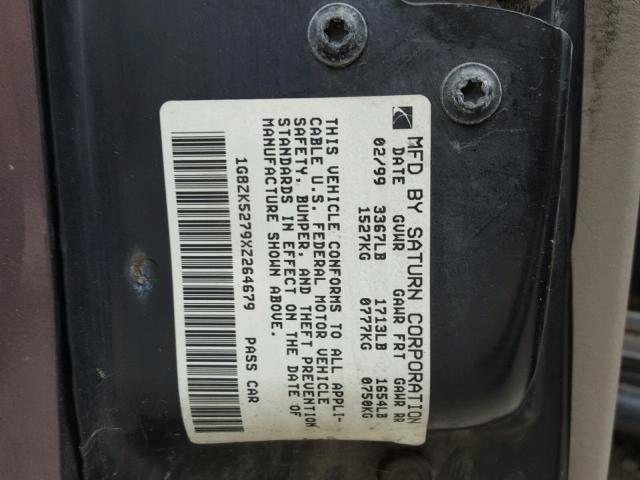 MFD BY SATURN CORPORATION
DATE GVWR GAWR FRT GAWR RR
02/99 3367LB 1713LB 1654LB
1527KG 0777KG 0750KG
THIS VEHICLE CONFORMS TO ALL APPLI-
CABLE U.S. FEDERAL MOTOR VEHICLE
SAFETY, BUMPER, AND THEFT PREVENTION
STANDARDS IN EFFECT ON THE DATE OF
MANUFACTURE SHOWN ABOVE.
1G8ZK5279XZ264679 PASS CAR